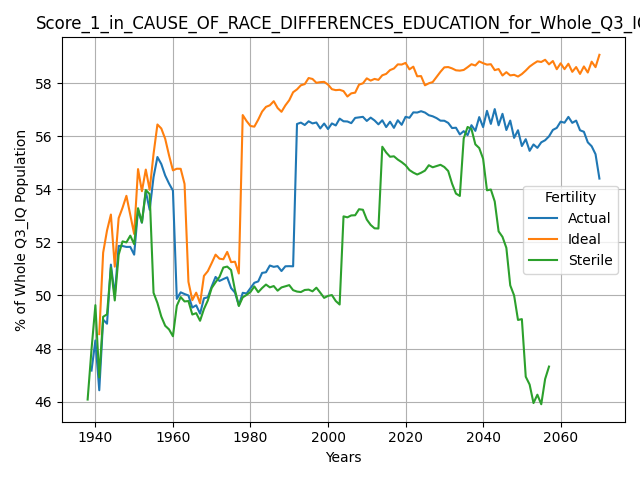 Score_1_in_CAUSE_OF_RACE_DIFFERENCES_EDUCATION_for_Whole_Q3_IQ
% of Whole Q3_IQ Population
58
56
54
52
50
48
46
Fertility
Actual
Ideal
Sterile
1940 1960 1980 2000 2020 2040 2060
Years